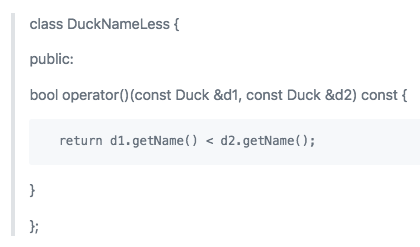 class DuckNameLess {
public:
bool operator()(const Duck &d1, const Duck &d2) const {
return d1.getName() < d2.getName();
}
};